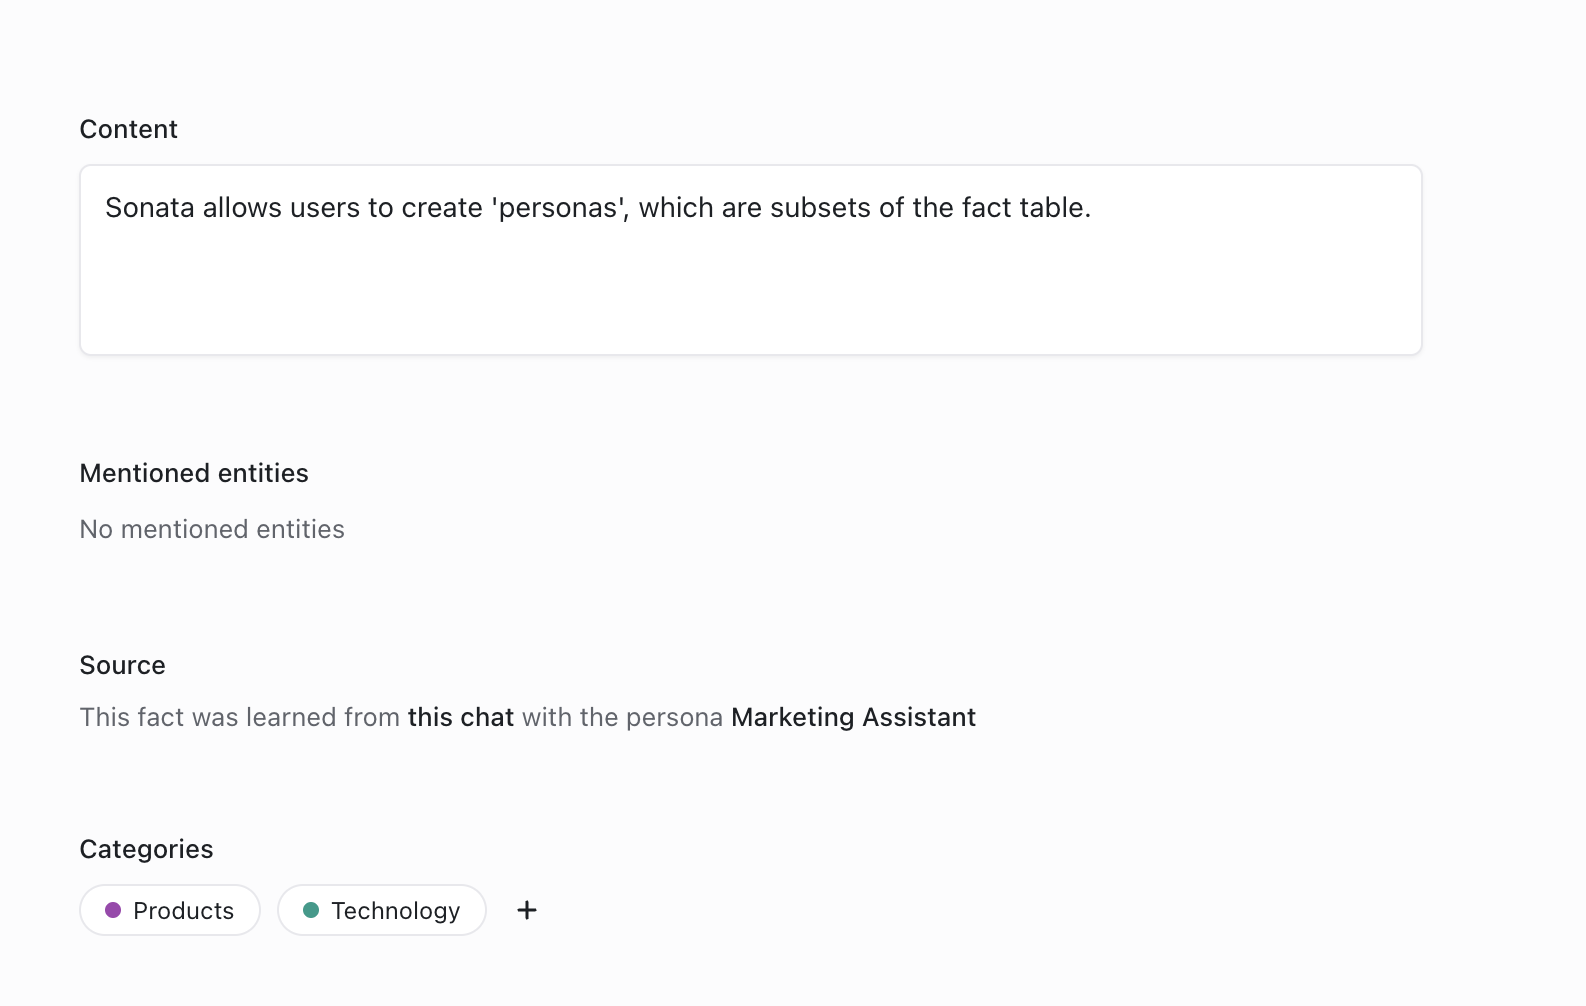 Content
Sonata allows users to create 'personas', which are subsets of the fact table.
Mentioned entities
No mentioned entities
Source
This fact was learned from this chat with the persona Marketing Assistant
Categories
Products Technology +